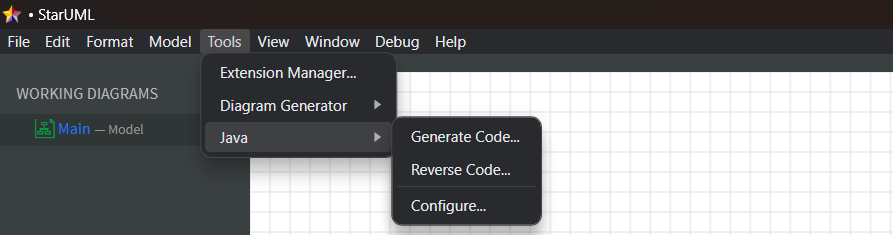 • StarUML
File Edit Format Model Tools View Window Debug Help
Extension Manager...
WORKING DIAGRAMS
Diagram Generator
Main — Model
Java
Generate Code...
Reverse Code...
Configure...